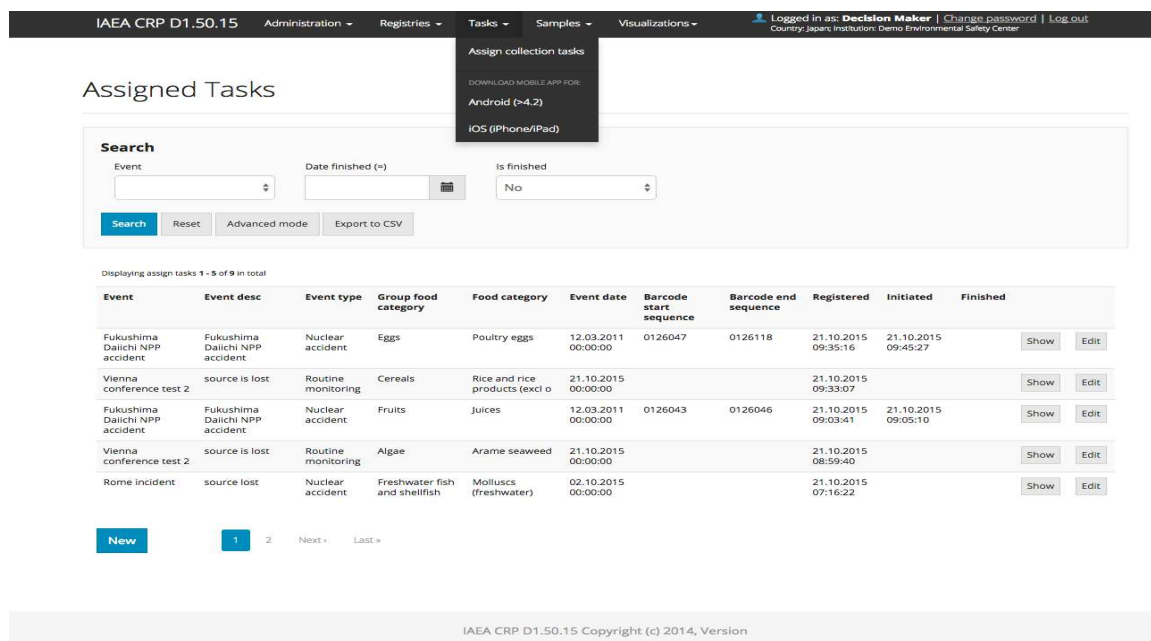 IAEA CRP D1.50.15 Administration Registries Tasks Samples Visualizations Logged in as: Decision Maker | Change password | Log out
Country: Japan; Institution: Demo Environmental Safety Center
Assign collection tasks
DOWNLOAD MOBILE APP FOR:
Android (>4.2)
iOS (iPhone/iPad)
Assigned Tasks
Search
Event Date finished (=) Is finished
No
Search Reset Advanced mode Export to CSV
Displaying assign tasks 1 - 5 of 9 in total
Event Event desc Event type Group food category Food category Event date Barcode start sequence Barcode end sequence Registered Initiated Finished
Fukushima Daiichi NPP accident Fukushima Daiichi NPP accident Nuclear accident Eggs Poultry eggs 12.03.2011 00:00:00 0126047 0126118 21.10.2015 09:35:16 21.10.2015 09:45:27 Show Edit
Vienna conference test 2 source is lost Routine monitoring Cereals Rice and rice products (excl o 21.10.2015 00:00:00 21.10.2015 09:33:07 Show Edit
Fukushima Daiichi NPP accident Fukushima Daiichi NPP accident Nuclear accident Fruits Juices 12.03.2011 00:00:00 0126043 0126046 21.10.2015 09:03:41 21.10.2015 09:05:10 Show Edit
Vienna conference test 2 source is lost Routine monitoring Algae Arame seaweed 21.10.2015 00:00:00 21.10.2015 08:59:40 Show Edit
Rome incident source lost Nuclear accident Freshwater fish and shellfish Molluscs (freshwater) 02.10.2015 00:00:00 21.10.2015 07:16:22 Show Edit
New 1 2 Next › Last »
IAEA CRP D1.50.15 Copyright (c) 2014, Version